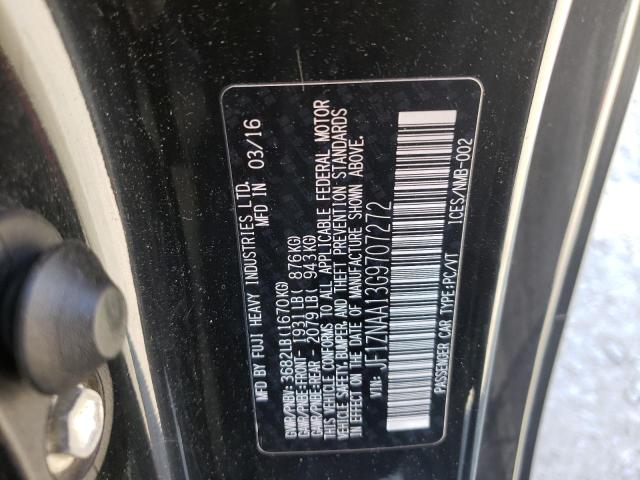 MFD BY FUJI HEAVY INDUSTRIES LTD.
MFD IN 03/16
GVWR/PNBV: 3682LB(1670KG)
GAWR/PNBE:FRONT- 1931LB( 876KG)
GAWR/PNBE:REAR - 2079LB( 943KG)
THIS VEHICLE CONFORMS TO ALL APPLICABLE FEDERAL MOTOR
VEHICLE SAFETY,BUMPER, AND THEFT PREVENTION STANDARDS
IN EFFECT ON THE DATE OF MANUFACTURE SHOWN ABOVE.
V.I.N: JF1ZNAA13G9707272
PASSENGER CAR TYPE:PC/VT
ICES/NMB-002